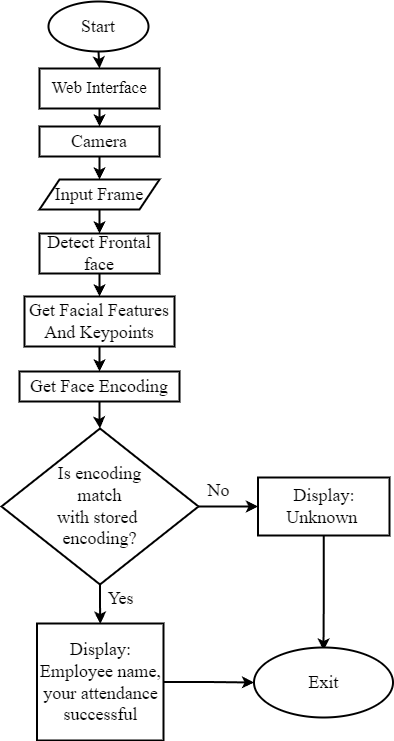 Start
Web Interface
Camera
Input Frame
Detect Frontal
face
Get Facial Features
And Keypoints
Get Face Encoding
Is encoding
match
with stored
encoding?
No
Display:
Unknown
Yes
Display:
Employee name,
your attendance
successful
Exit